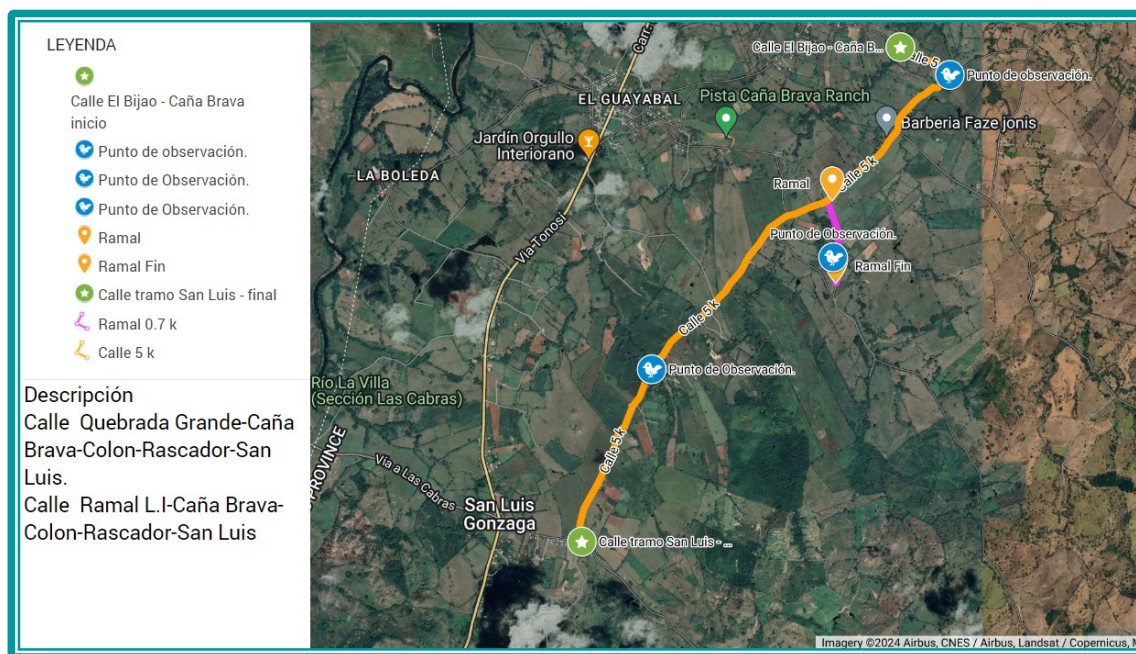 LEYENDA
Calle El Bijao - Caña Brava
inicio
Punto de observación.
Punto de Observación.
Punto de Observación.
Ramal
Ramal Fin
Calle tramo San Luis - final
Ramal 0.7 k
Calle 5 k
Descripción
Calle Quebrada Grande-Caña
Brava-Colon-Rascador-San
Luis.
Calle Ramal L.I-Caña Brava-
Colon-Rascador-San Luis
Calle El Bijao - Caña B...
Calle 5
Punto de observación.
Carr.
EL GUAYABAL
Pista Caña Brava Ranch
Barberia Faze jonis
Jardín Orgullo
Interiorano
LA BOLEDA
Ramal
Calle 5 k
Vía Tonosí
Punto de Observación.
Ramal Fin
Calle 5 k
Punto de Observación.
Río La Villa
(Sección Las Cabras)
PROVINCE
Calle 5 k
Vía a Las Cabras
San Luis
Gonzaga
Calle tramo San Luis - ...
Imagery ©2024 Airbus, CNES / Airbus, Landsat / Copernicus, M